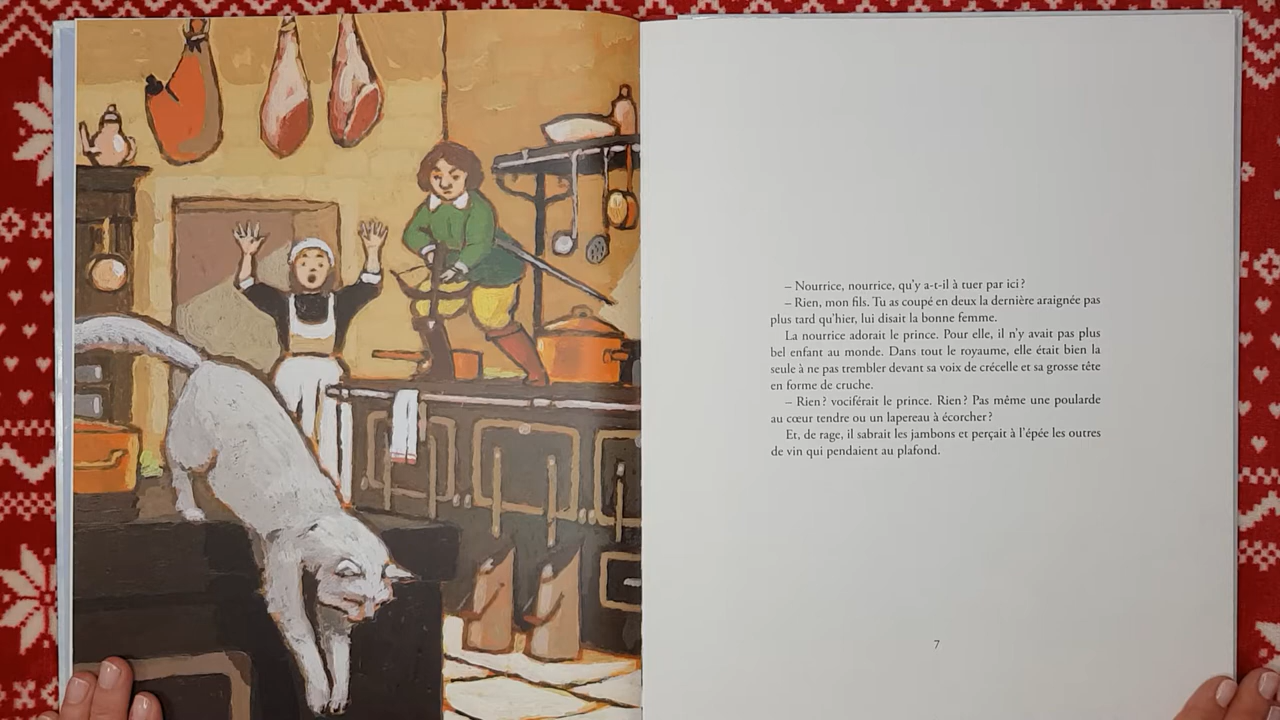 – Nourrice, nourrice, qu'y a-t-il à tuer par ici ?
– Rien, mon fils. Tu as coupé en deux la dernière araignée pas
plus tard qu'hier, lui disait la bonne femme.
La nourrice adorait le prince. Pour elle, il n'y avait pas plus
bel enfant au monde. Dans tout le royaume, elle était bien la
seule à ne pas trembler devant sa voix de crécelle et sa grosse tête
en forme de cruche.
– Rien ? vociférait le prince. Rien ? Pas même une poularde
au cœur tendre ou un lapereau à écorcher ?
Et, de rage, il sabrait les jambons et perçait à l'épée les outres
de vin qui pendaient au plafond.
7